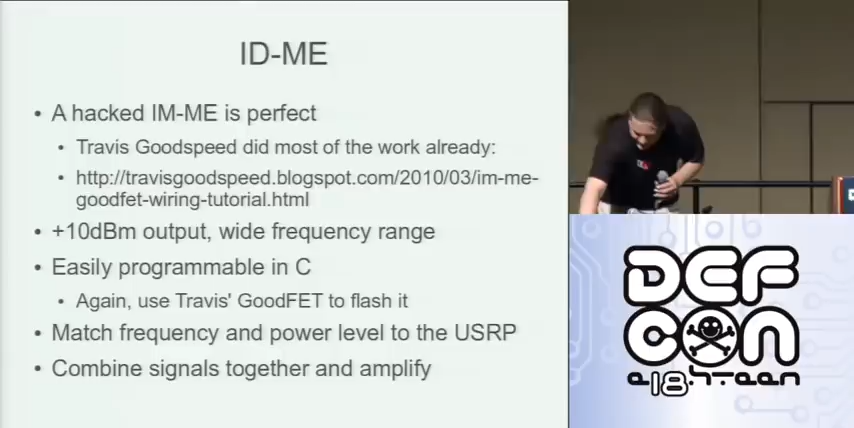 ID-ME
• A hacked IM-ME is perfect
• Travis Goodspeed did most of the work already:
• http://travisgoodspeed.blogspot.com/2010/03/im-me-
goodfet-wiring-tutorial.html
• +10dBm output, wide frequency range
• Easily programmable in C
• Again, use Travis' GoodFET to flash it
• Match frequency and power level to the USRP
• Combine signals together and amplify
DEF
CON
e18hteen